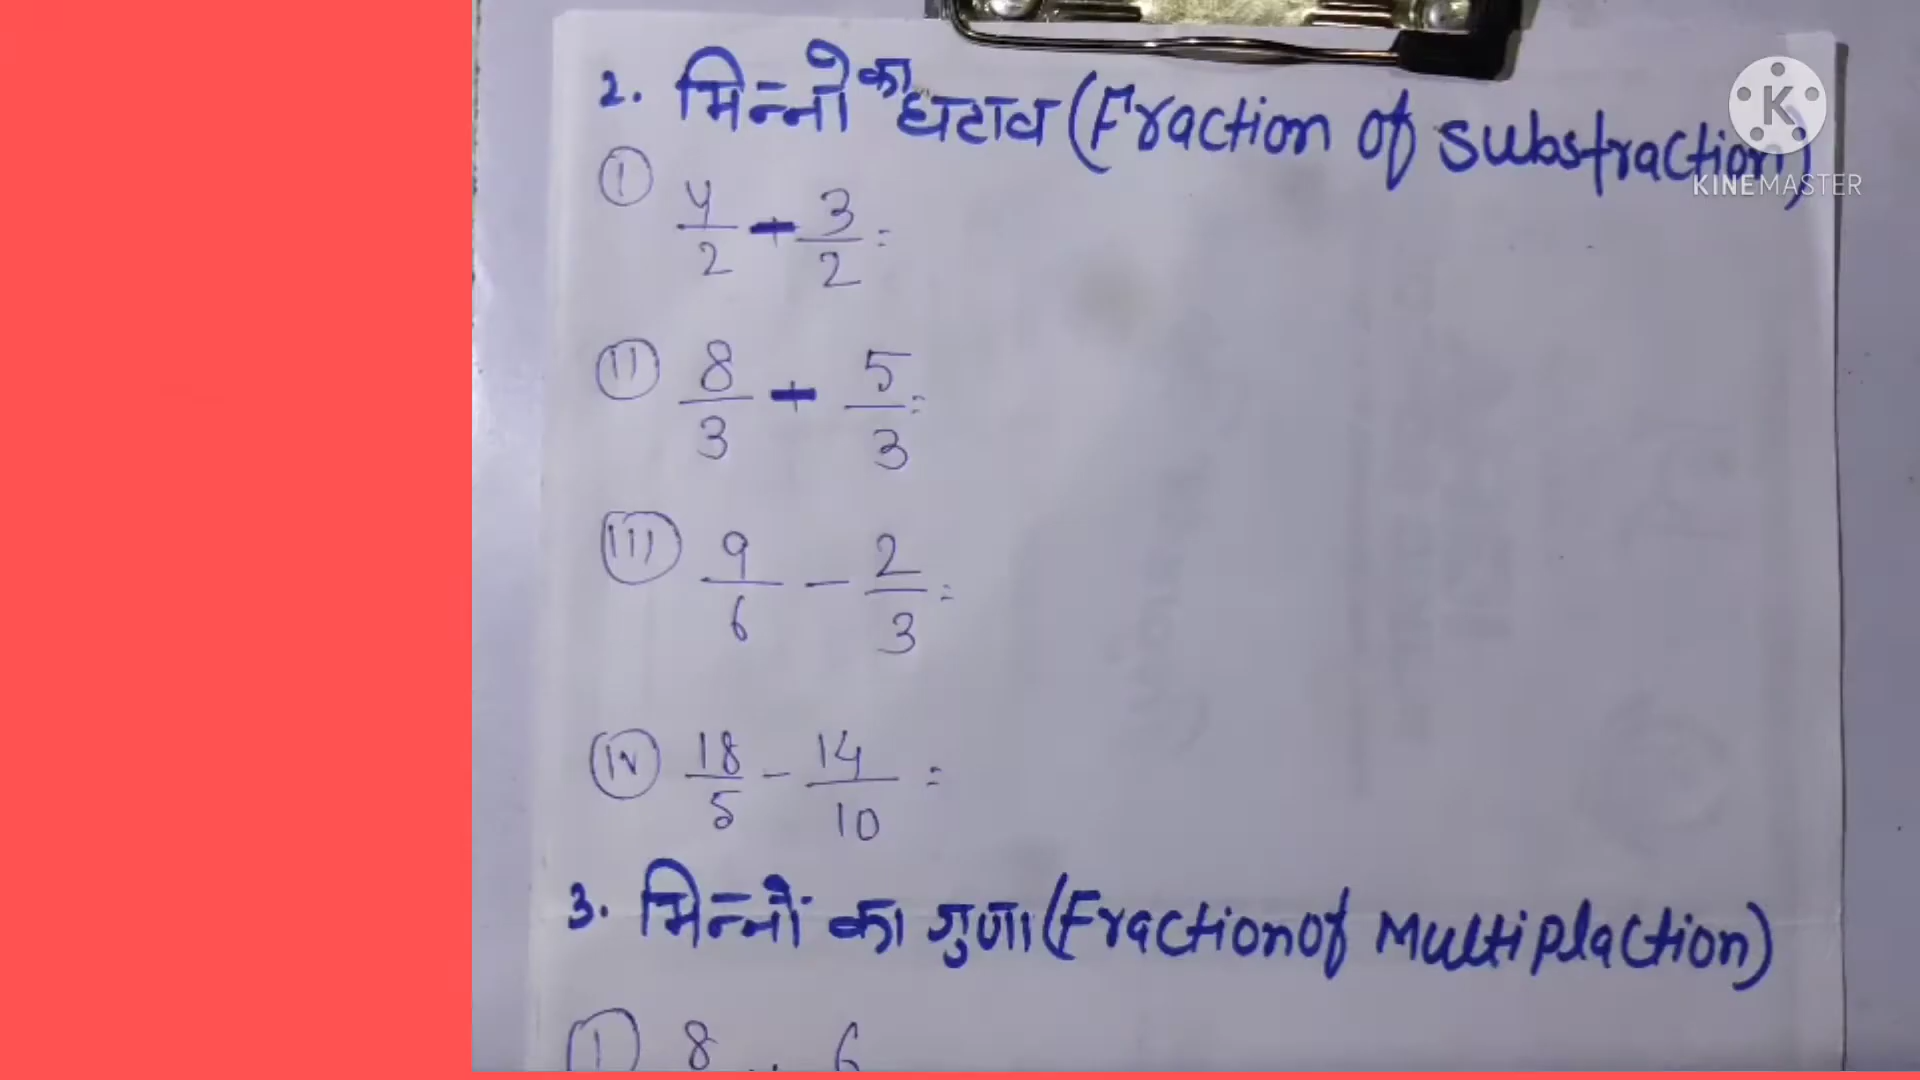 2. भिन्नो का घटाव (Fraction of substraction)
K
KINEMASTER
(I) 4/2 - 3/2 =
(II) 8/3 - 5/3 =
(III) 9/6 - 2/3 =
(IV) 18/5 - 14/10 =
3. भिन्नों का गुणा (Fraction of Multiplaction)
(I) 8 6